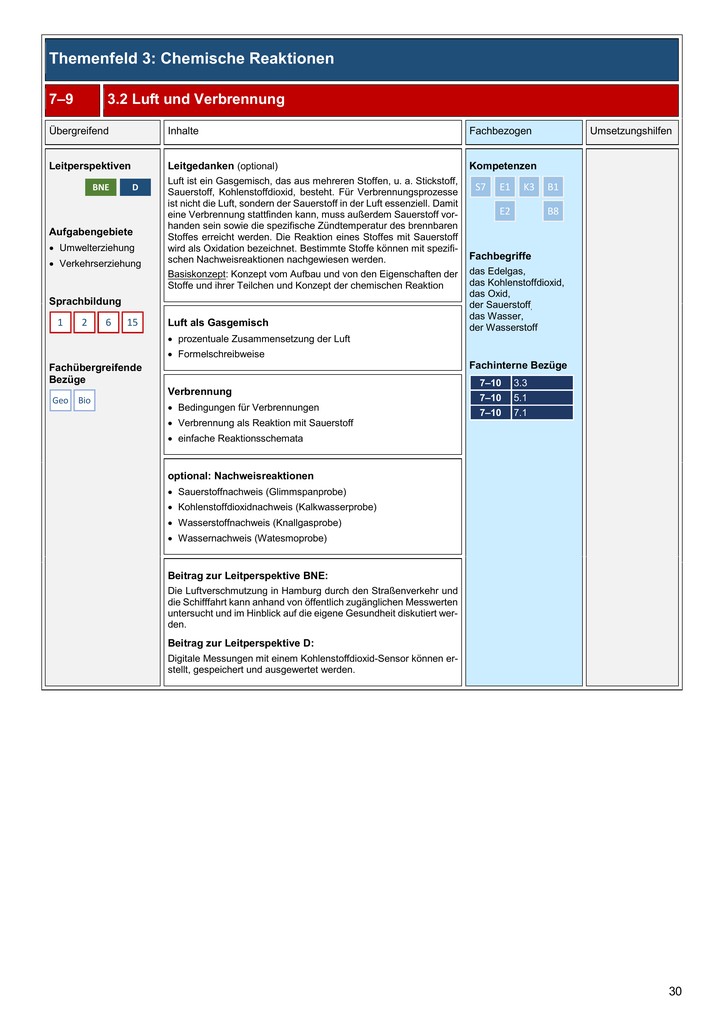 Themenfeld 3: Chemische Reaktionen
7–9 3.2 Luft und Verbrennung
Übergreifend Inhalte Fachbezogen Umsetzungshilfen
Leitperspektiven
BNE D
Aufgabengebiete
• Umwelterziehung
• Verkehrserziehung
Sprachbildung
1 2 6 15
Fachübergreifende
Bezüge
Geo Bio
Leitgedanken (optional)
Luft ist ein Gasgemisch, das aus mehreren Stoffen, u. a. Stickstoff,
Sauerstoff, Kohlenstoffdioxid, besteht. Für Verbrennungsprozesse
ist nicht die Luft, sondern der Sauerstoff in der Luft essenziell. Damit
eine Verbrennung stattfinden kann, muss außerdem Sauerstoff vor-
handen sein sowie die spezifische Zündtemperatur des brennbaren
Stoffes erreicht werden. Die Reaktion eines Stoffes mit Sauerstoff
wird als Oxidation bezeichnet. Bestimmte Stoffe können mit spezifi-
schen Nachweisreaktionen nachgewiesen werden.
Basiskonzept: Konzept vom Aufbau und von den Eigenschaften der
Stoffe und ihrer Teilchen und Konzept der chemischen Reaktion
Luft als Gasgemisch
• prozentuale Zusammensetzung der Luft
• Formelschreibweise
Verbrennung
• Bedingungen für Verbrennungen
• Verbrennung als Reaktion mit Sauerstoff
• einfache Reaktionsschemata
optional: Nachweisreaktionen
• Sauerstoffnachweis (Glimmspanprobe)
• Kohlenstoffdioxidnachweis (Kalkwasserprobe)
• Wasserstoffnachweis (Knallgasprobe)
• Wassernachweis (Watesmoprobe)
Beitrag zur Leitperspektive BNE:
Die Luftverschmutzung in Hamburg durch den Straßenverkehr und
die Schifffahrt kann anhand von öffentlich zugänglichen Messwerten
untersucht und im Hinblick auf die eigene Gesundheit diskutiert wer-
den.
Beitrag zur Leitperspektive D:
Digitale Messungen mit einem Kohlenstoffdioxid-Sensor können er-
stellt, gespeichert und ausgewertet werden.
Kompetenzen
S7 E1 K3 B1
E2 B8
Fachbegriffe
das Edelgas,
das Kohlenstoffdioxid,
das Oxid,
der Sauerstoff,
das Wasser,
der Wasserstoff
Fachinterne Bezüge
7–10 3.3
7–10 5.1
7–10 7.1
30